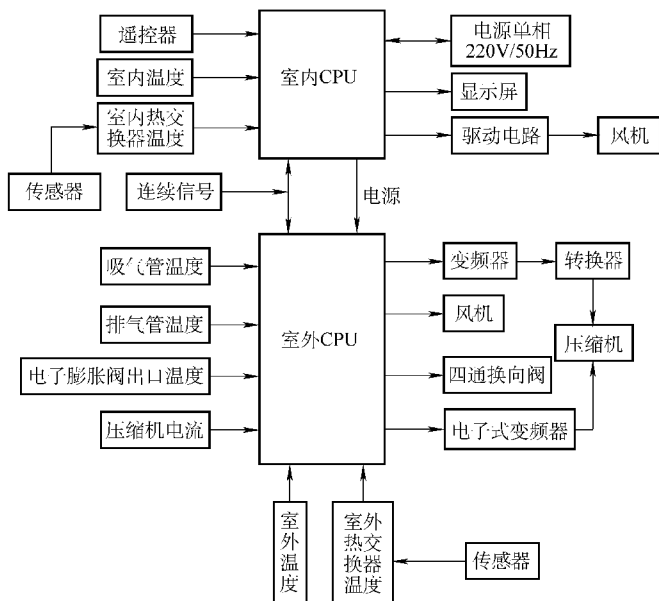 遥控器
室内温度
室内热交
换器温度
传感器
连续信号
室内CPU
电源单相
220V/50Hz
显示屏
驱动电路
风机
电源
吸气管温度
排气管温度
电子膨胀阀出口温度
压缩机电流
室外CPU
变频器
转换器
风机
压缩机
四通换向阀
电子式变频器
室
外
温
度
室外
热交
换器
温度
传感器